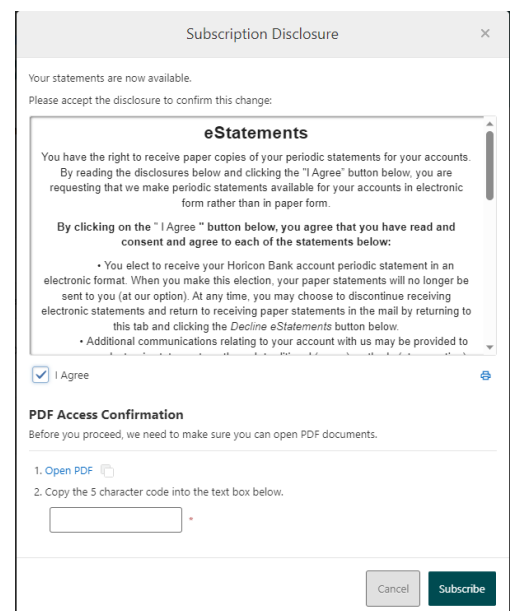 Subscription Disclosure
Your statements are now available.
Please accept the disclosure to confirm this change:
eStatements
You have the right to receive paper copies of your periodic statements for your accounts.
By reading the disclosures below and clicking the "I Agree" button below, you are
requesting that we make periodic statements available for your accounts in electronic
form rather than in paper form.
By clicking on the " I Agree " button below, you agree that you have read and
consent and agree to each of the statements below:
• You elect to receive your Horicon Bank account periodic statement in an
electronic format. When you make this election, your paper statements will no longer be
sent to you (at our option). At any time, you may choose to discontinue receiving
electronic statements and return to receiving paper statements in the mail by returning to
this tab and clicking the Decline eStatements button below.
• Additional communications relating to your account with us may be provided to
I Agree
PDF Access Confirmation
Before you proceed, we need to make sure you can open PDF documents.
1. Open PDF
2. Copy the 5 character code into the text box below.
*
Cancel
Subscribe